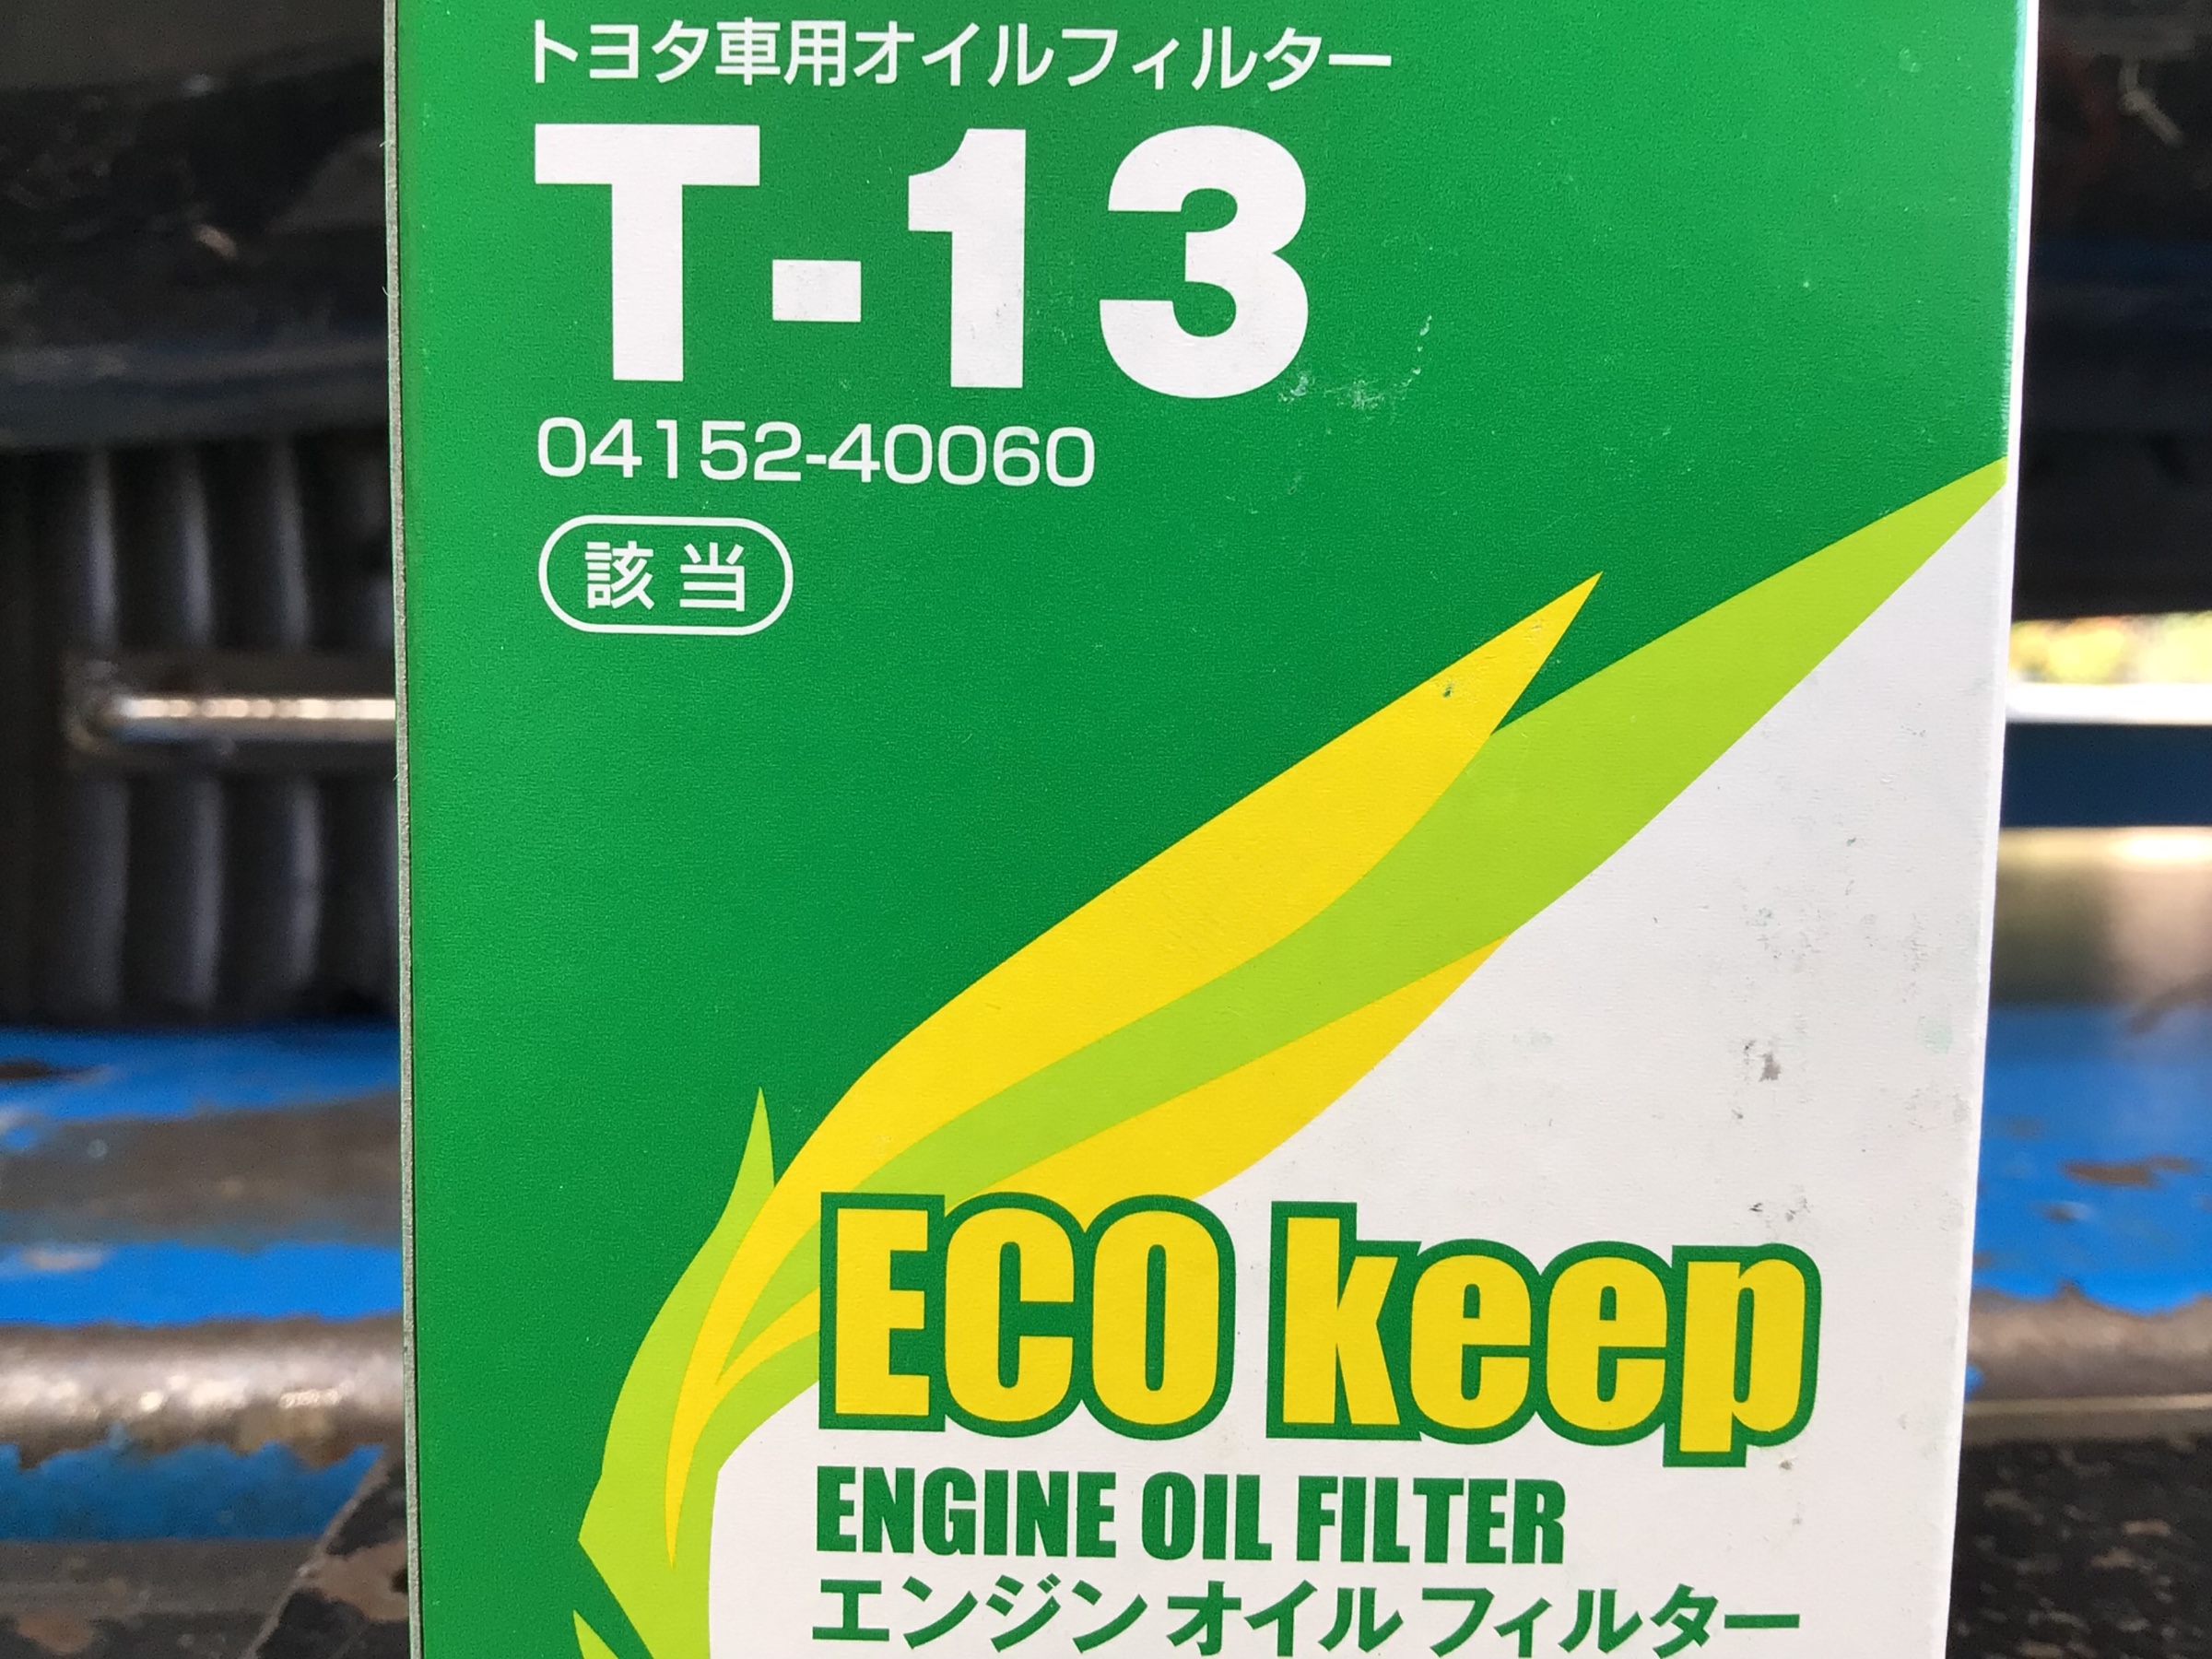 トヨタ車用オイルフィルター
T-13
04152-40060
該当
ECO keep
ENGINE OIL FILTER
エンジン オイル フィルター